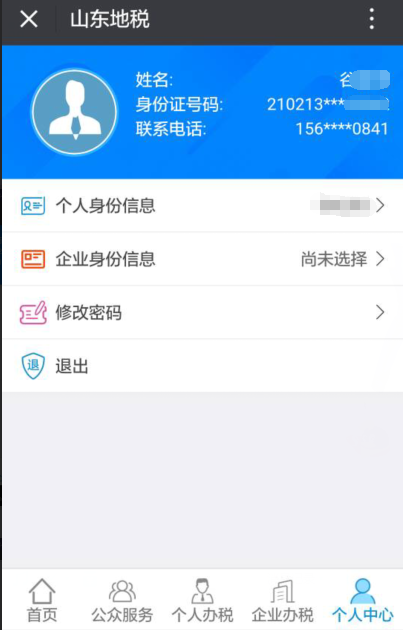 山东地税
姓名: 谷
身份证号码: 210213***
联系电话: 156****0841
个人身份信息
企业身份信息 尚未选择
修改密码
退 退出
首页 公众服务 个人办税 企业办税 个人中心